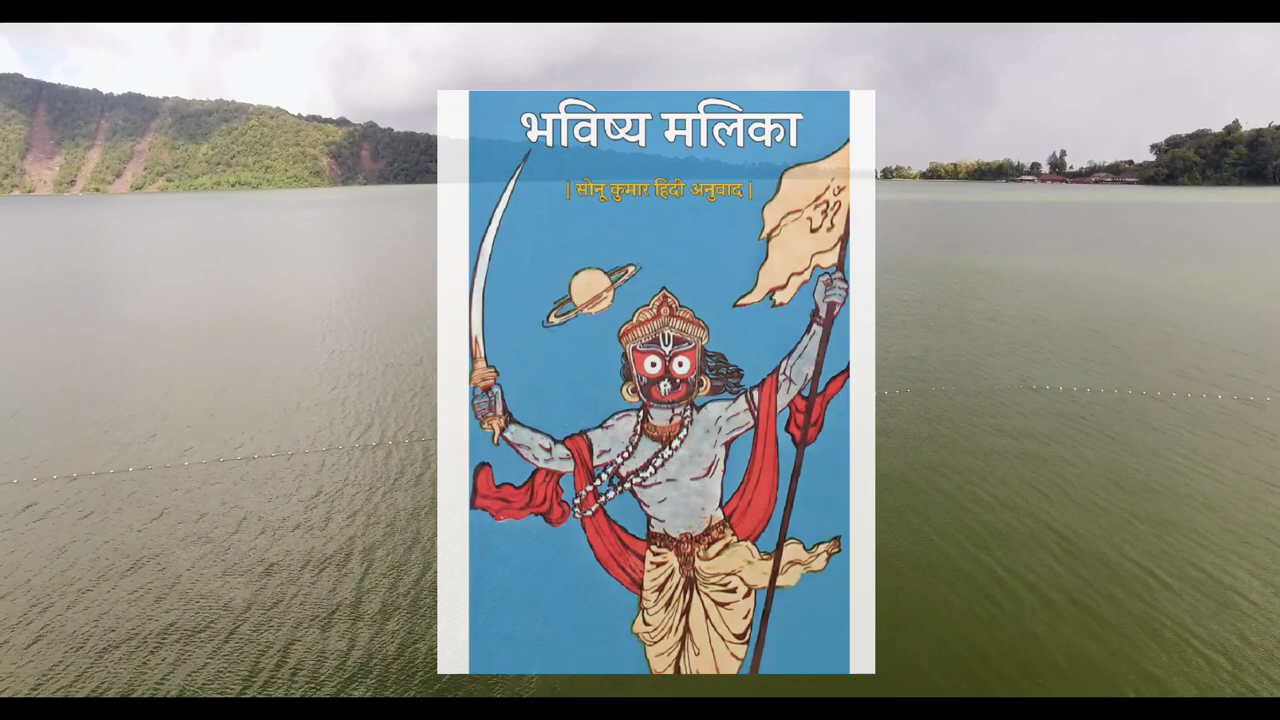 भविष्य मलिका
| सोनू कुमार हिंदी अनुवाद |
ॐ